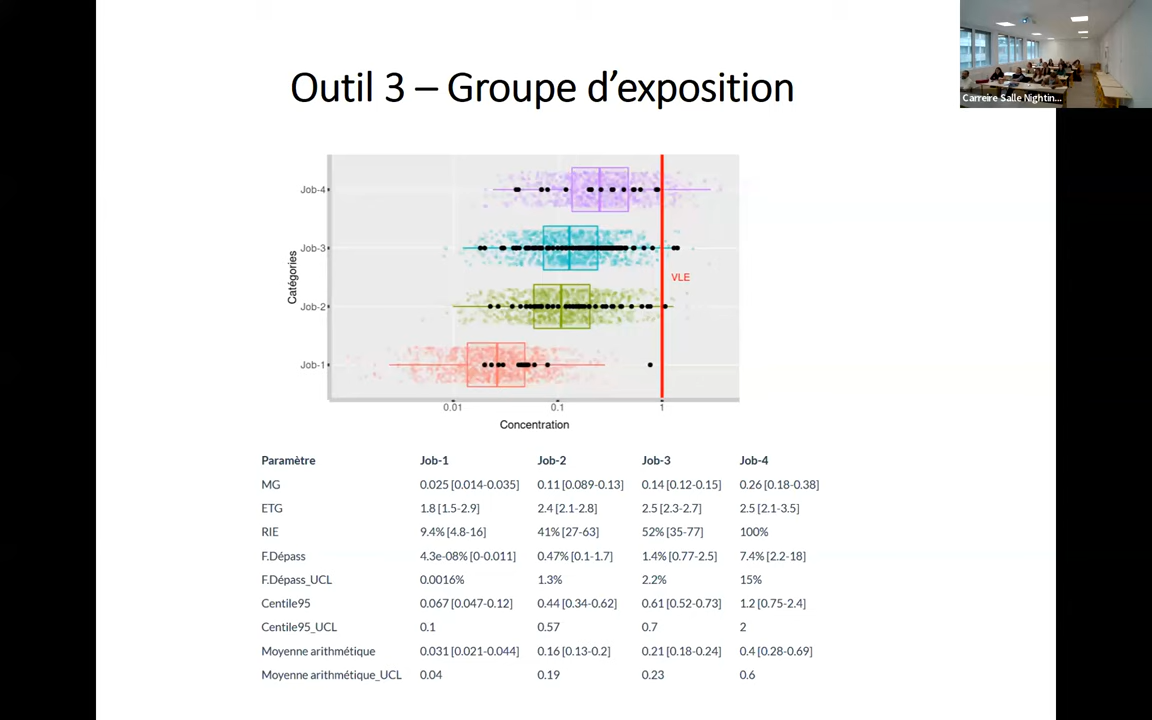 Outil 3 – Groupe d’exposition
Carreire Salle Nightin...
Catégories
Job-4
Job-3
Job-2
Job-1
VLE
0.01 0.1 1
Concentration
Paramètre Job-1 Job-2 Job-3 Job-4
MG 0.025 [0.014-0.035] 0.11 [0.089-0.13] 0.14 [0.12-0.15] 0.26 [0.18-0.38]
ETG 1.8 [1.5-2.9] 2.4 [2.1-2.8] 2.5 [2.3-2.7] 2.5 [2.1-3.5]
RIE 9.4% [4.8-16] 41% [27-63] 52% [35-77] 100%
F.Dépass 4.3e-08% [0-0.011] 0.47% [0.1-1.7] 1.4% [0.77-2.5] 7.4% [2.2-18]
F.Dépass_UCL 0.0016% 1.3% 2.2% 15%
Centile95 0.067 [0.047-0.12] 0.44 [0.34-0.62] 0.61 [0.52-0.73] 1.2 [0.75-2.4]
Centile95_UCL 0.1 0.57 0.7 2
Moyenne arithmétique 0.031 [0.021-0.044] 0.16 [0.13-0.2] 0.21 [0.18-0.24] 0.4 [0.28-0.69]
Moyenne arithmétique_UCL 0.04 0.19 0.23 0.6